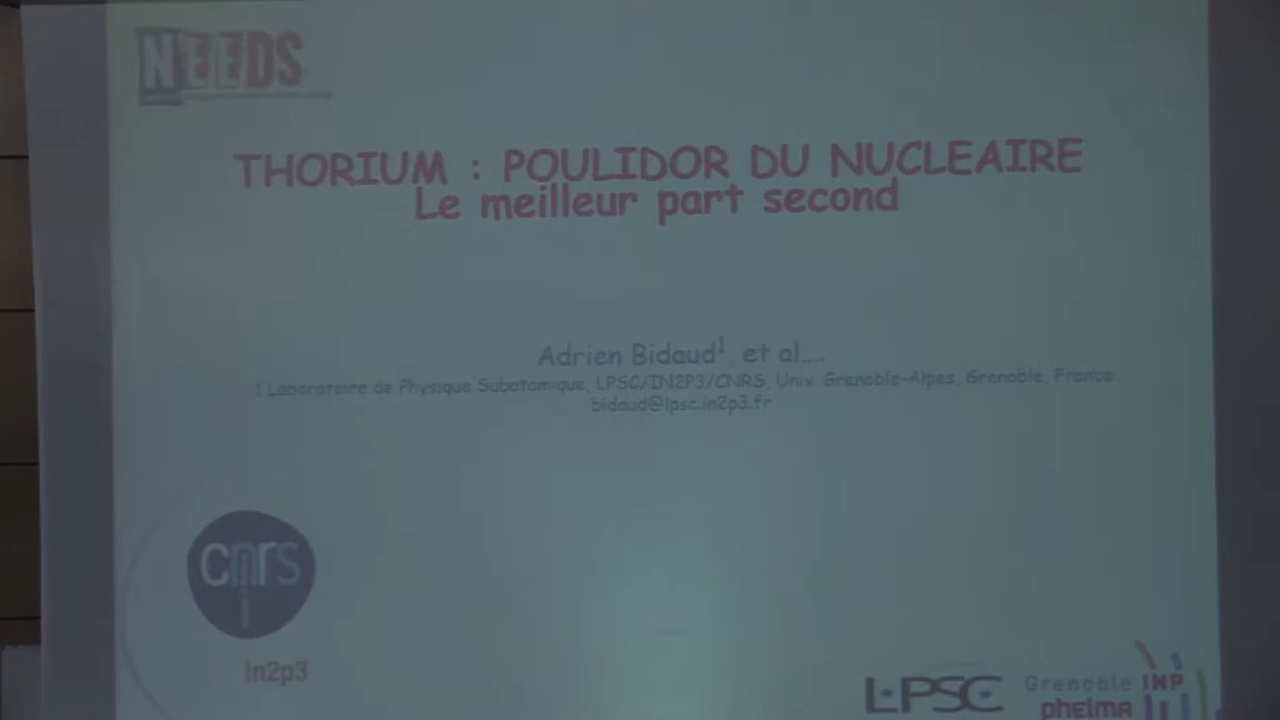 NEEDS
THORIUM : POULIDOR DU NUCLEAIRE
Le meilleur part second
Adrien Bidaud1, et al....
1 Laboratoire de Physique Subatomique, LPSC/IN2P3/CNRS, Univ. Grenoble-Alpes, Grenoble, France
bidaud@lpsc.in2p3.fr
cnrs
In2p3
LPSC
Grenoble INP
phelma